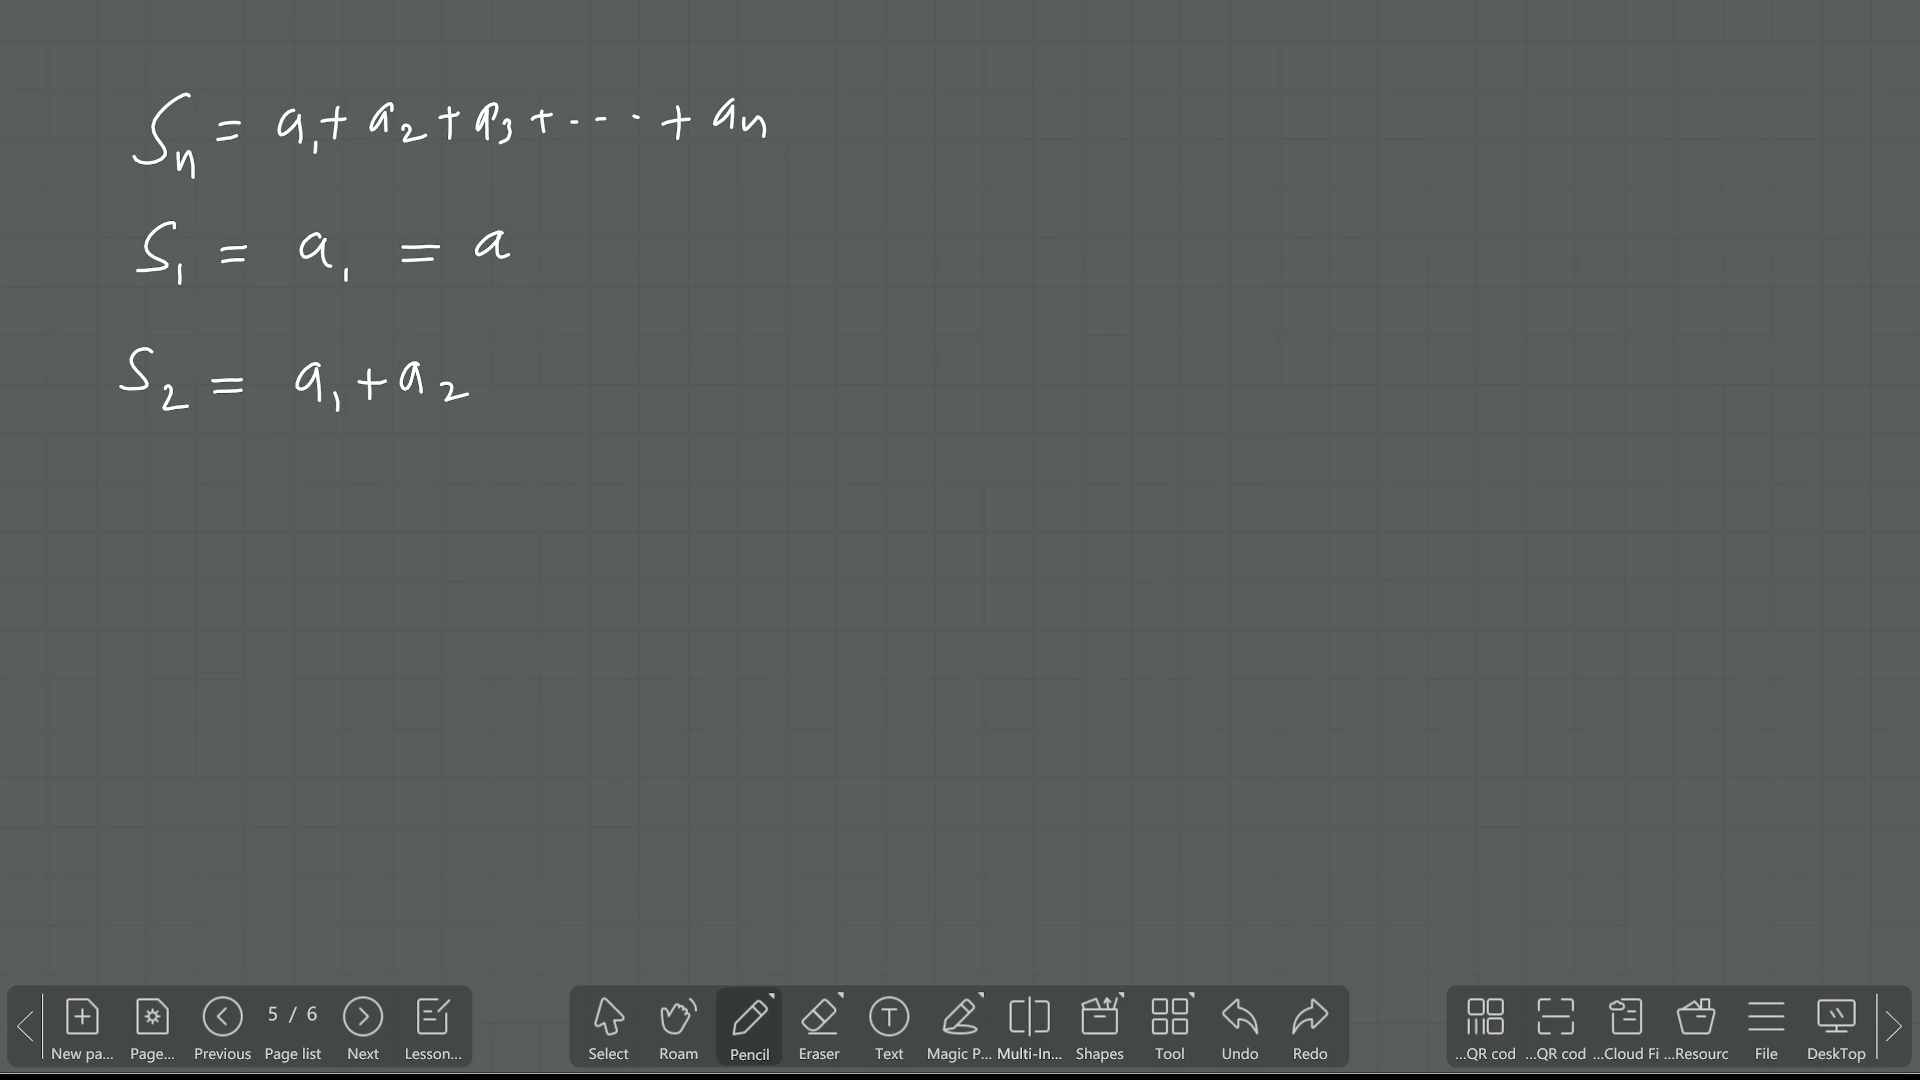 Sn = a1 + a2 + a3 + ... + an
S1 = a1 = a
S2 = a1 + a2
New pa... Page... Previous 5 / 6 Page list Next Lesson... Select Roam Pencil Eraser Text Magic P... Multi-In... Shapes Tool Undo Redo ...QR cod ...QR cod ...Cloud Fi ...Resourc File DeskTop